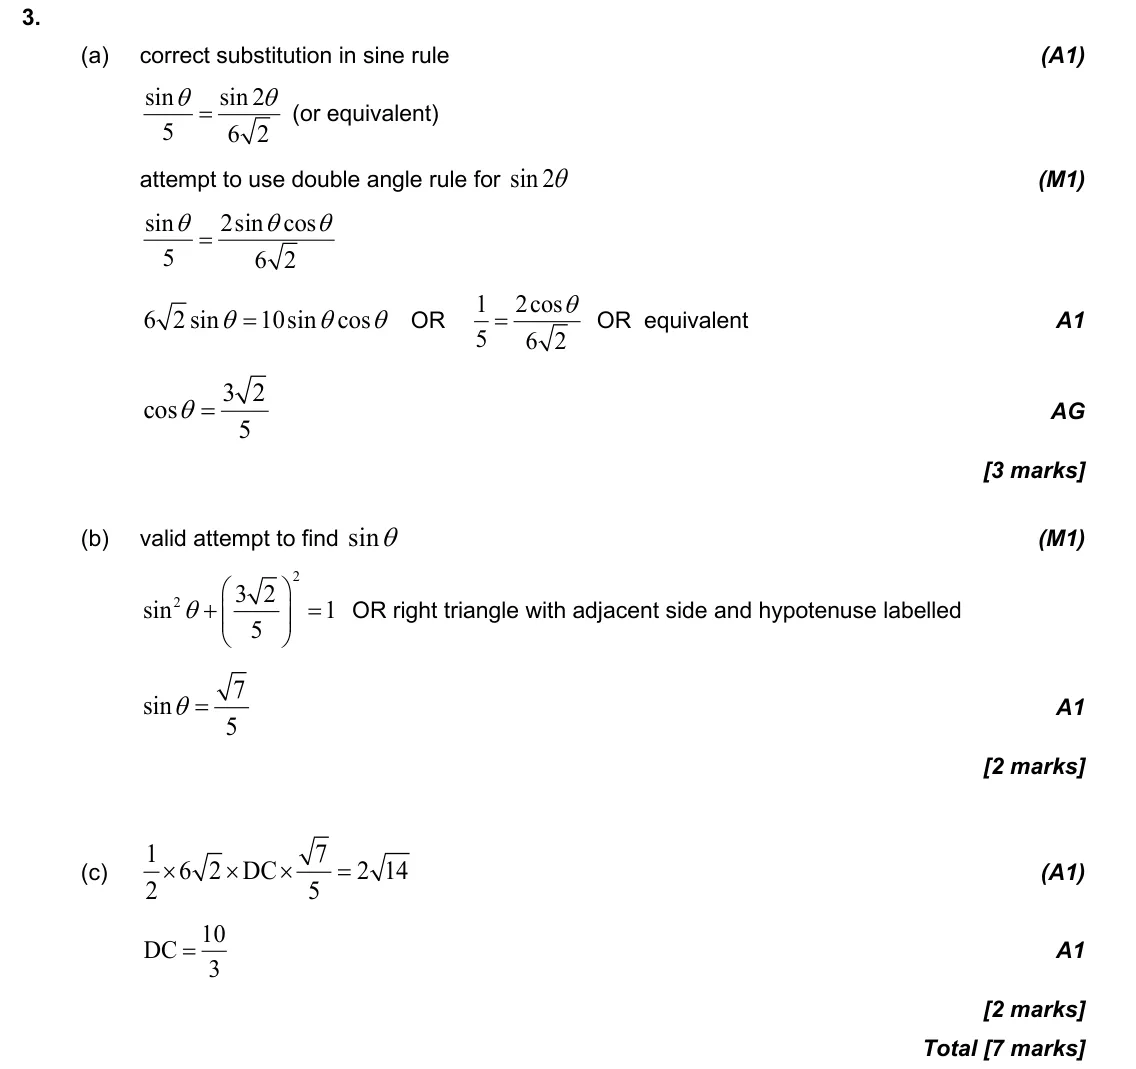 3.
(a) correct substitution in sine rule (A1)
sin θ / 5 = sin 2θ / 6√2 (or equivalent)
attempt to use double angle rule for sin 2θ (M1)
sin θ / 5 = 2 sin θ cos θ / 6√2
6√2 sin θ = 10 sin θ cos θ OR 1/5 = 2 cos θ / 6√2 OR equivalent A1
cos θ = 3√2 / 5 AG
[3 marks]
(b) valid attempt to find sin θ (M1)
sin² θ + (3√2 / 5)² = 1 OR right triangle with adjacent side and hypotenuse labelled
sin θ = √7 / 5 A1
[2 marks]
(c) 1/2 × 6√2 × DC × √7 / 5 = 2√14 (A1)
DC = 10/3 A1
[2 marks]
Total [7 marks]